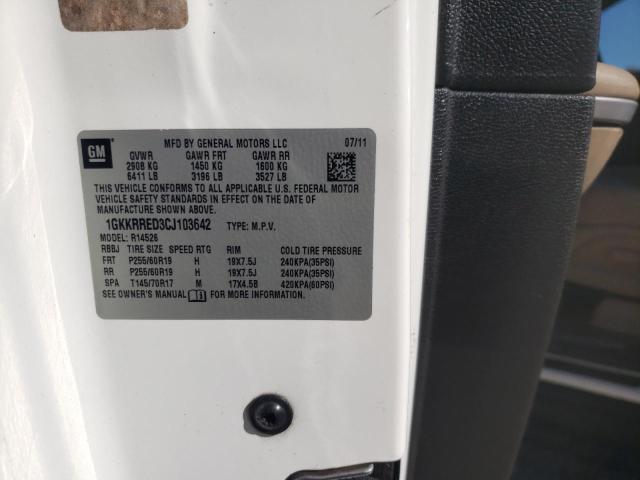 GM
MFD BY GENERAL MOTORS LLC 07/11
GVWR GAWR FRT GAWR RR
2908 KG 1450 KG 1600 KG
6411 LB 3196 LB 3527 LB
THIS VEHICLE CONFORMS TO ALL APPLICABLE U.S. FEDERAL MOTOR
VEHICLE SAFETY STANDARDS IN EFFECT ON THE DATE OF
MANUFACTURE SHOWN ABOVE.
1GKKRRED3CJ103642 TYPE: M.P.V.
MODEL: R14526
RBBJ TIRE SIZE SPEED RTG RIM COLD TIRE PRESSURE
FRT P255/60R19 H 19X7.5J 240KPA(35PSI)
RR P255/60R19 H 19X7.5J 240KPA(35PSI)
SPA T145/70R17 M 17X4.5B 420KPA(60PSI)
SEE OWNER'S MANUAL FOR MORE INFORMATION.